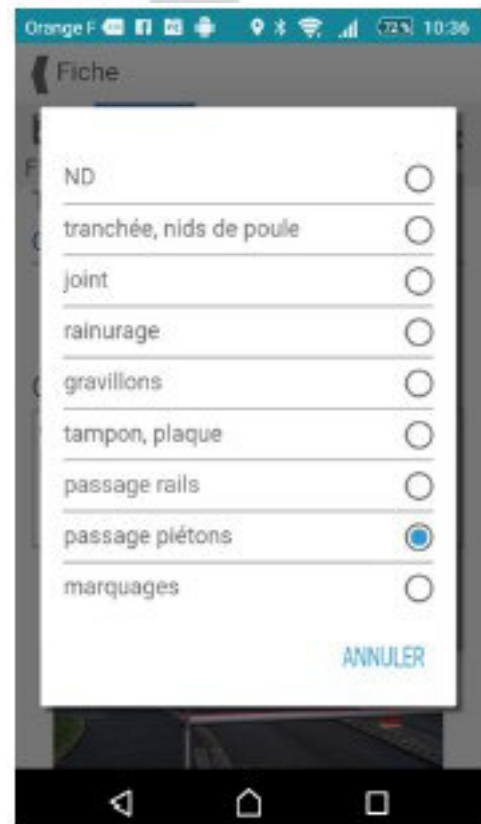 Orange F 72% 10:36
Fiche
ND
tranchée, nids de poule
joint
rainurage
gravillons
tampon, plaque
passage rails
passage piétons
marquages
ANNULER